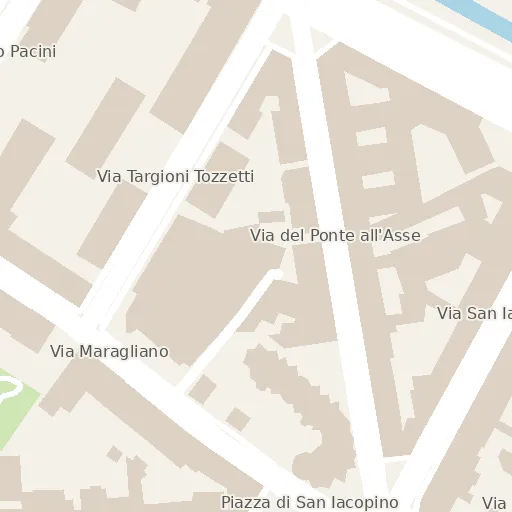 o Pacini
Via Targioni Tozzetti
Via del Ponte all'Asse
Via San Ia
Via Maragliano
Piazza di San Iacopino
Via